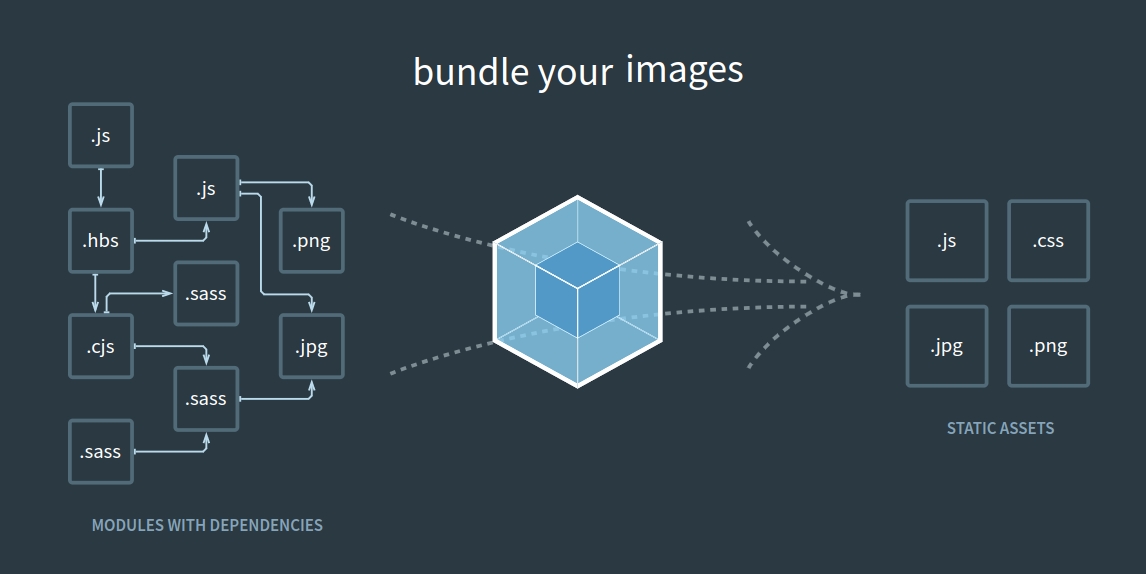 bundle your images
.js
.js
.hbs
.png
.sass
.cjs
.jpg
.sass
.sass
MODULES WITH DEPENDENCIES
.js
.css
.jpg
.png
STATIC ASSETS